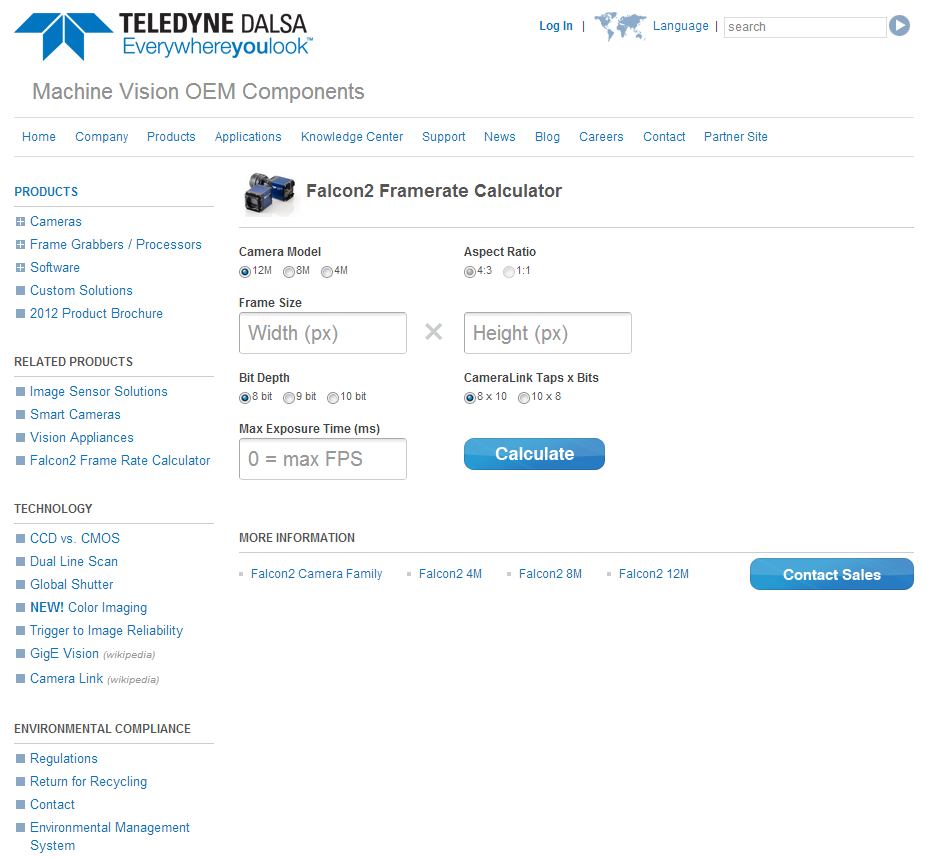 TELEDYNE DALSA
Everywhereyoulook™
Log In | Language | search
Machine Vision OEM Components
Home Company Products Applications Knowledge Center Support News Blog Careers Contact Partner Site
PRODUCTS
Cameras
Frame Grabbers / Processors
Software
Custom Solutions
2012 Product Brochure
RELATED PRODUCTS
Image Sensor Solutions
Smart Cameras
Vision Appliances
Falcon2 Frame Rate Calculator
TECHNOLOGY
CCD vs. CMOS
Dual Line Scan
Global Shutter
NEW! Color Imaging
Trigger to Image Reliability
GigE Vision (wikipedia)
Camera Link (wikipedia)
ENVIRONMENTAL COMPLIANCE
Regulations
Return for Recycling
Contact
Environmental Management
System
Falcon2 Framerate Calculator
Camera Model Aspect Ratio
12M 8M 4M 4:3 1:1
Frame Size
Width (px) × Height (px)
Bit Depth CameraLink Taps x Bits
8 bit 9 bit 10 bit 8 x 10 10 x 8
Max Exposure Time (ms)
0 = max FPS Calculate
MORE INFORMATION
Falcon2 Camera Family Falcon2 4M Falcon2 8M Falcon2 12M Contact Sales